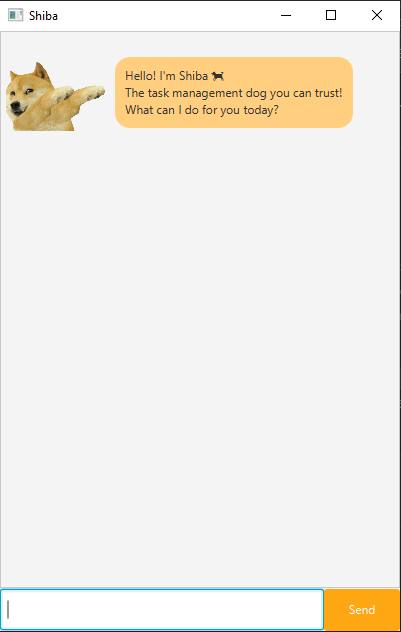 Shiba
Hello! I'm Shiba 🐕
The task management dog you can trust!
What can I do for you today?
Send